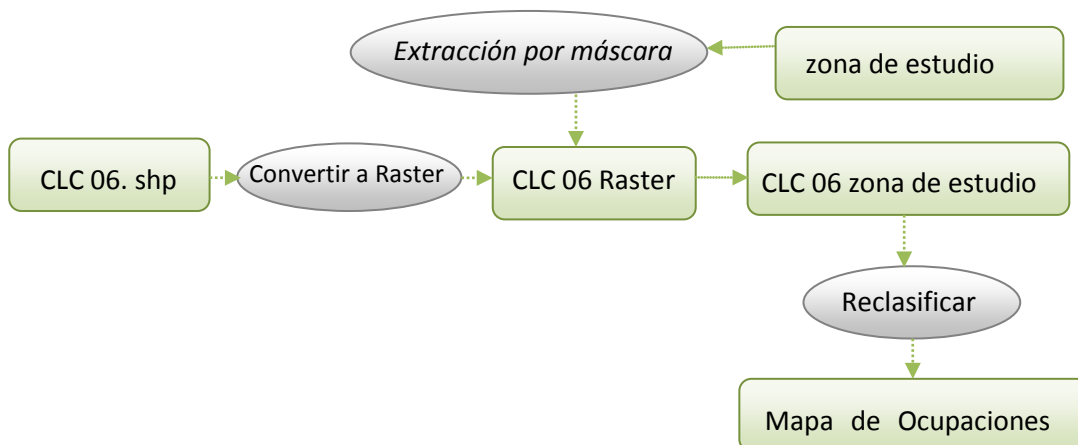 Extracción por máscara
zona de estudio
CLC 06. shp
Convertir a Raster
CLC 06 Raster
CLC 06 zona de estudio
Reclasificar
Mapa de Ocupaciones